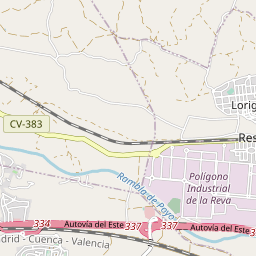 Lorig
CV-383
Res
Polígono
Industrial
de la Reva
Rambla de Poyo
334
Autovía del Este
337
337
Autovía del Este
drid - Cuenca - Valencia